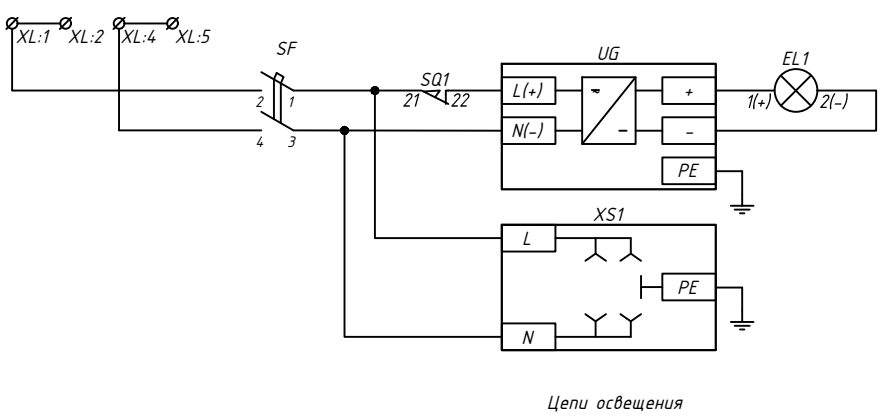 XL:1 XL:2 XL:4 XL:5
SF
UG
EL1
SQ1
2 1
21 22
L(+)
~
+
1(+) 2(-)
4 3
N(-)
–
–
PE
XS1
L
PE
N
Цепи освещения